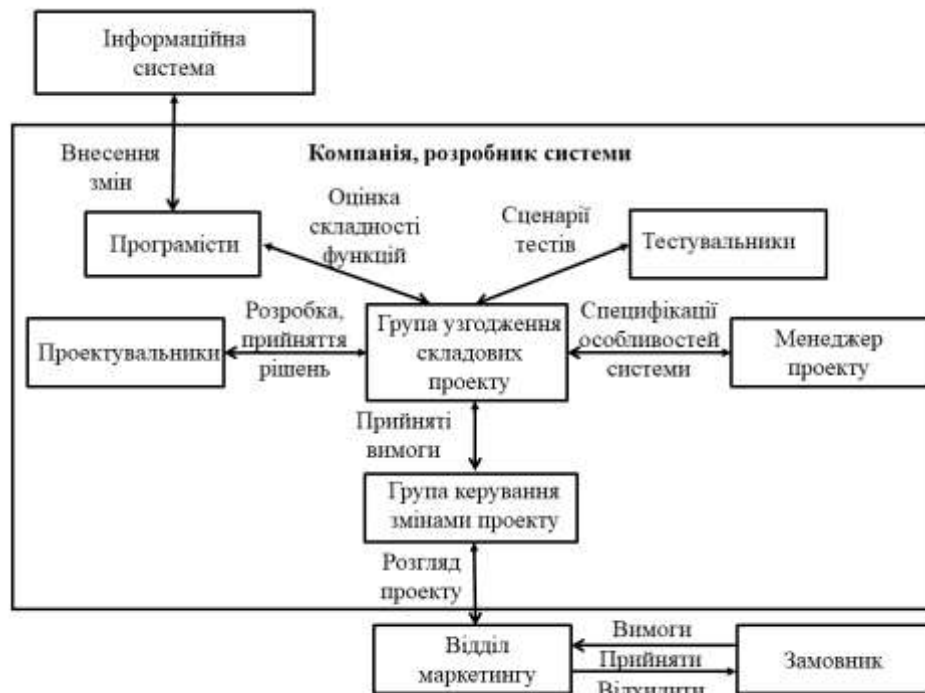 Інформаційна
система
Внесення
змін
Компанія, розробник системи
Оцінка
складності
функцій
Сценарії
тестів
Програмісти
Тестувальники
Розробка,
прийняття
рішень
Група узгодження
складових
проекту
Специфікації
особливостей
системи
Проектувальники
Менеджер
проекту
Прийняті
вимоги
Група керування
змінами проекту
Розгляд
проекту
Відділ
маркетингу
Вимоги
Прийняти
Відхилити
Замовник